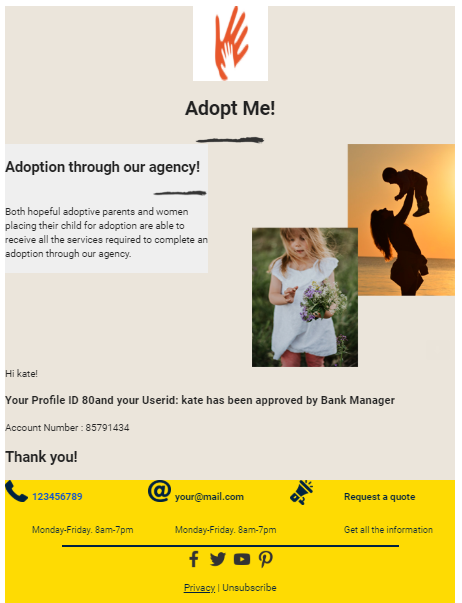 Adopt Me!
Adoption through our agency!
Both hopeful adoptive parents and women
placing their child for adoption are able to
receive all the services required to complete an
adoption through our agency.
Hi kate!
Your Profile ID 80and your Userid: kate has been approved by Bank Manager
Account Number : 85791434
Thank you!
123456789
your@mail.com
Request a quote
Monday-Friday. 8am-7pm
Monday-Friday. 8am-7pm
Get all the information
Privacy | Unsubscribe